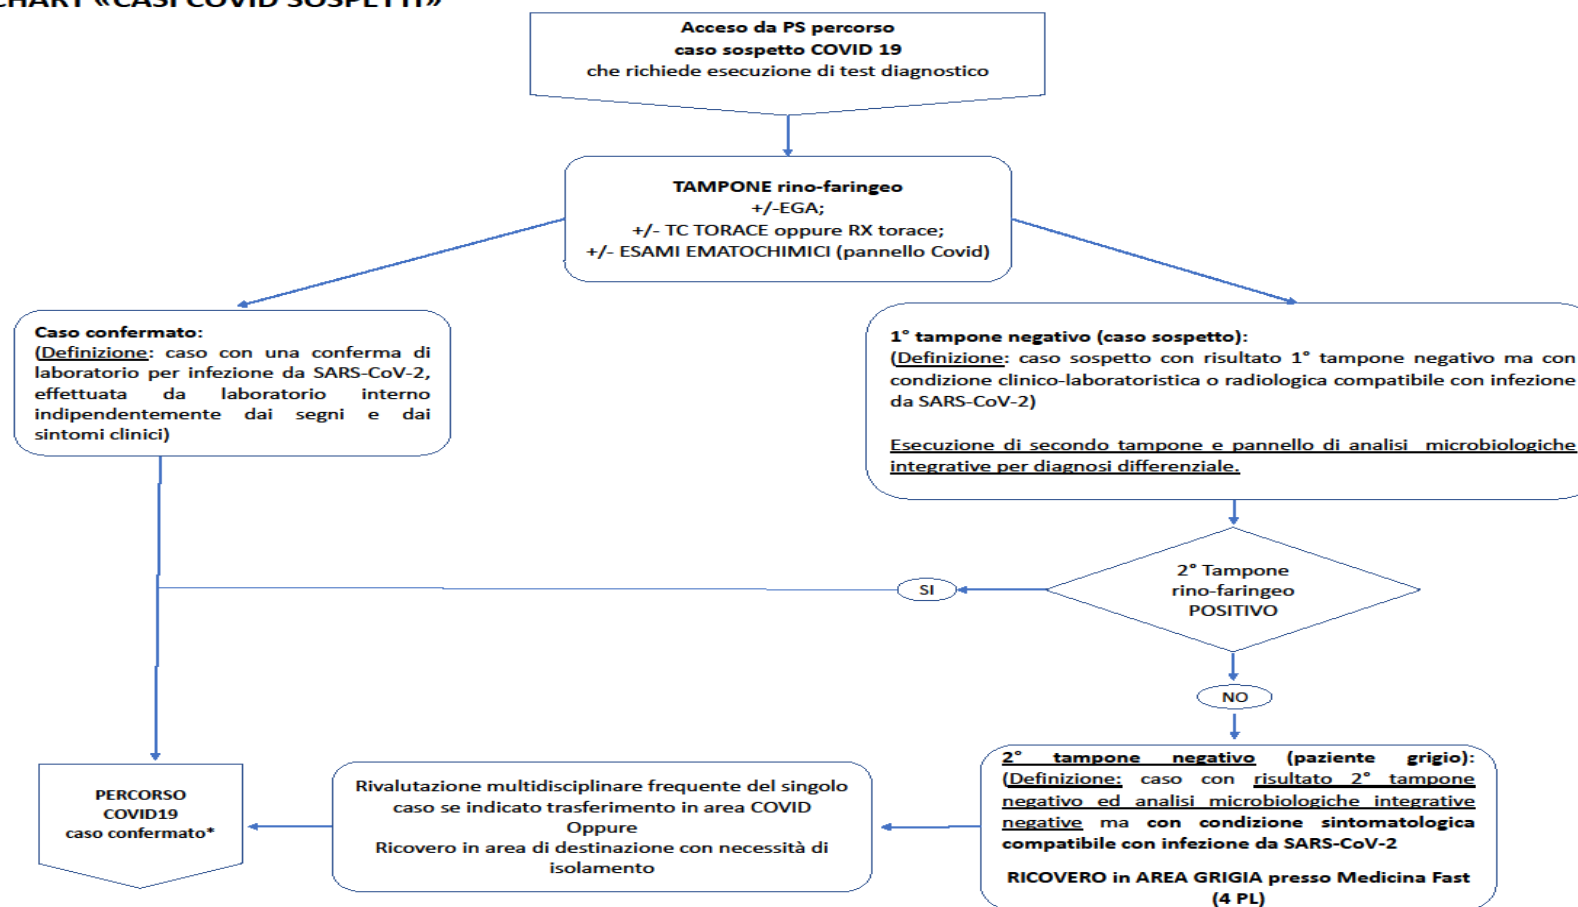 CHART «CASI COVID SOSPETTI»
Acceso da PS percorso
caso sospetto COVID 19
che richiede esecuzione di test diagnostico
TAMPONE rino-faringeo
+/-EGA;
+/- TC TORACE oppure RX torace;
+/- ESAMI EMATOCHIMICI (pannello Covid)
Caso confermato:
(Definizione: caso con una conferma di
laboratorio per infezione da SARS-CoV-2,
effettuata da laboratorio interno
indipendentemente dai segni e dai
sintomi clinici)
1° tampone negativo (caso sospetto):
(Definizione: caso sospetto con risultato 1° tampone negativo ma con
condizione clinico-laboratoristica o radiologica compatibile con infezione
da SARS-CoV-2)
Esecuzione di secondo tampone e pannello di analisi microbiologiche
integrative per diagnosi differenziale.
2° Tampone
rino-faringeo
POSITIVO
SI
NO
2° tampone negativo (paziente grigio):
(Definizione: caso con risultato 2° tampone
negativo ed analisi microbiologiche integrative
negative ma con condizione sintomatologica
compatibile con infezione da SARS-CoV-2
RICOVERO in AREA GRIGIA presso Medicina Fast
(4 PL)
Rivalutazione multidisciplinare frequente del singolo
caso se indicato trasferimento in area COVID
Oppure
Ricovero in area di destinazione con necessità di
isolamento
PERCORSO
COVID19
caso confermato*